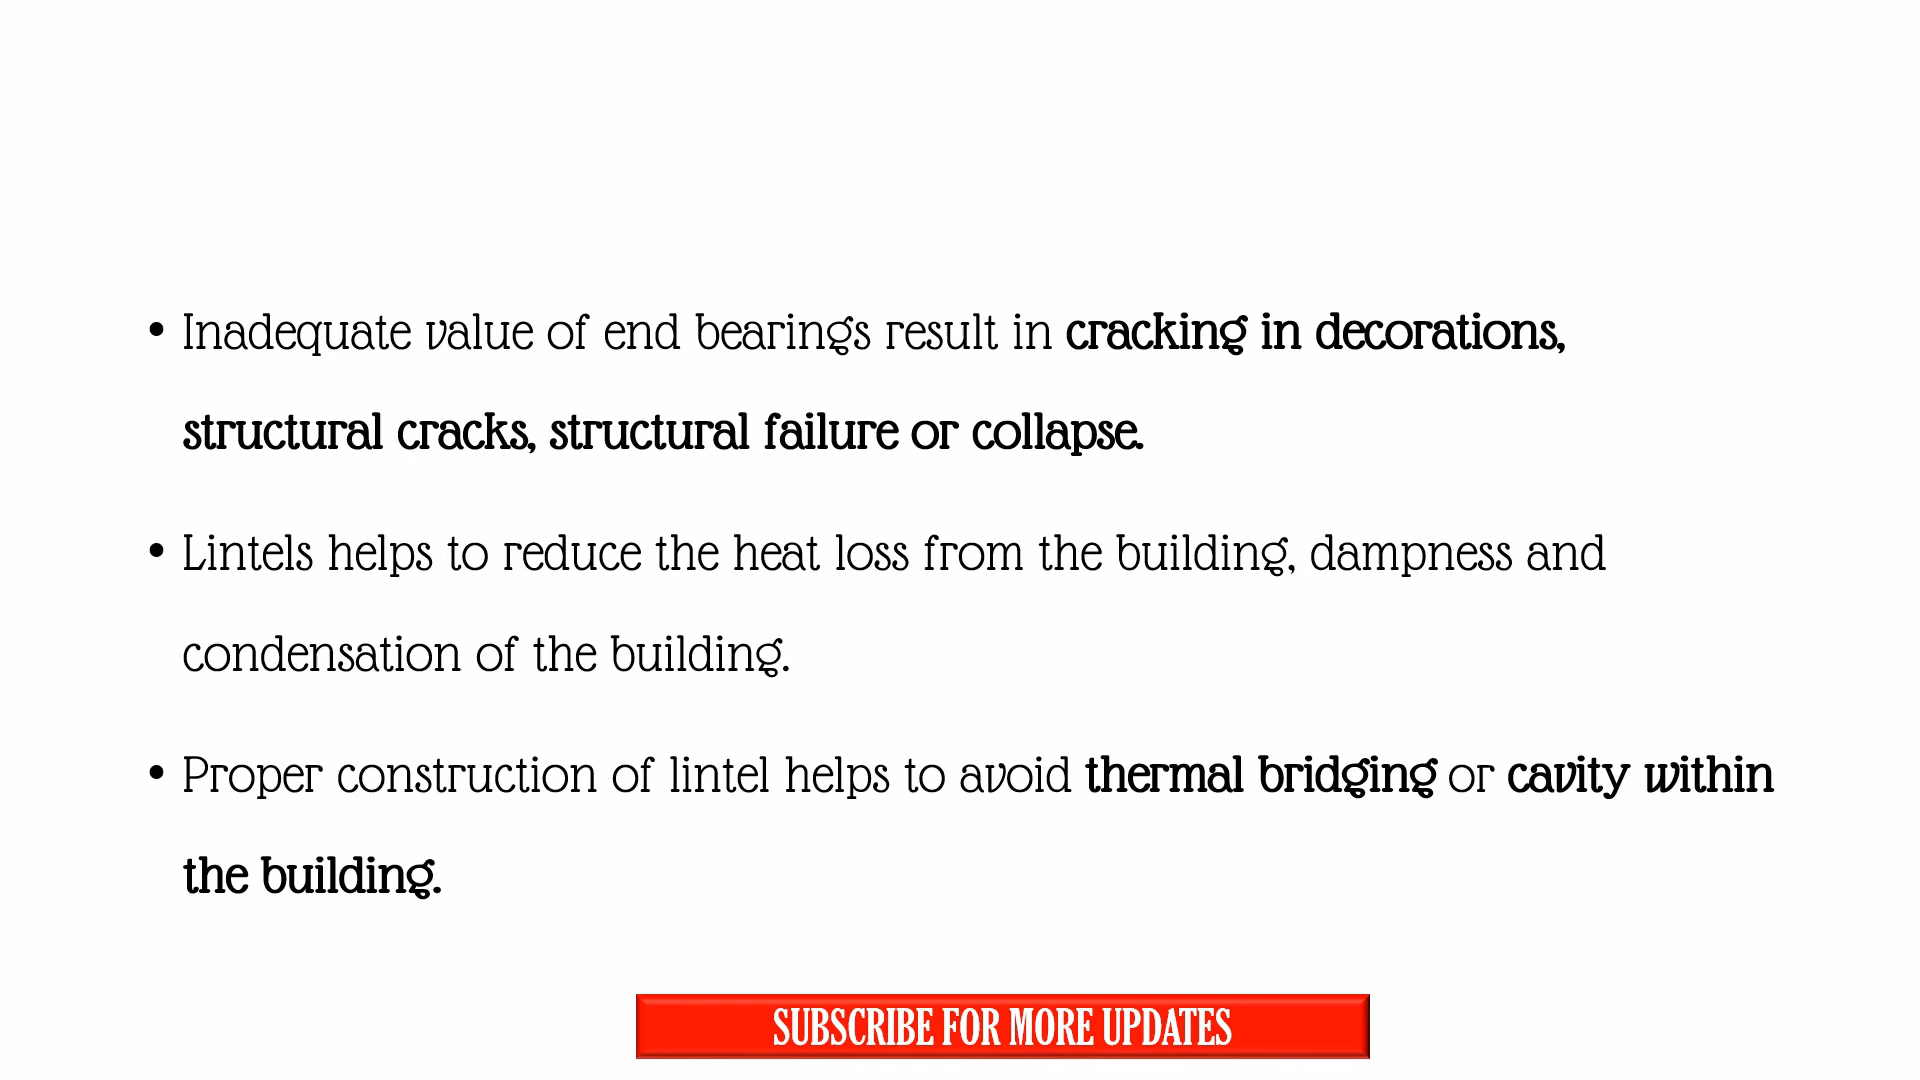 • Inadequate value of end bearings result in cracking in decorations,
structural cracks, structural failure or collapse.
• Lintels helps to reduce the heat loss from the building, dampness and
condensation of the building.
• Proper construction of lintel helps to avoid thermal bridging or cavity within
the building.
SUBSCRIBE FOR MORE UPDATES